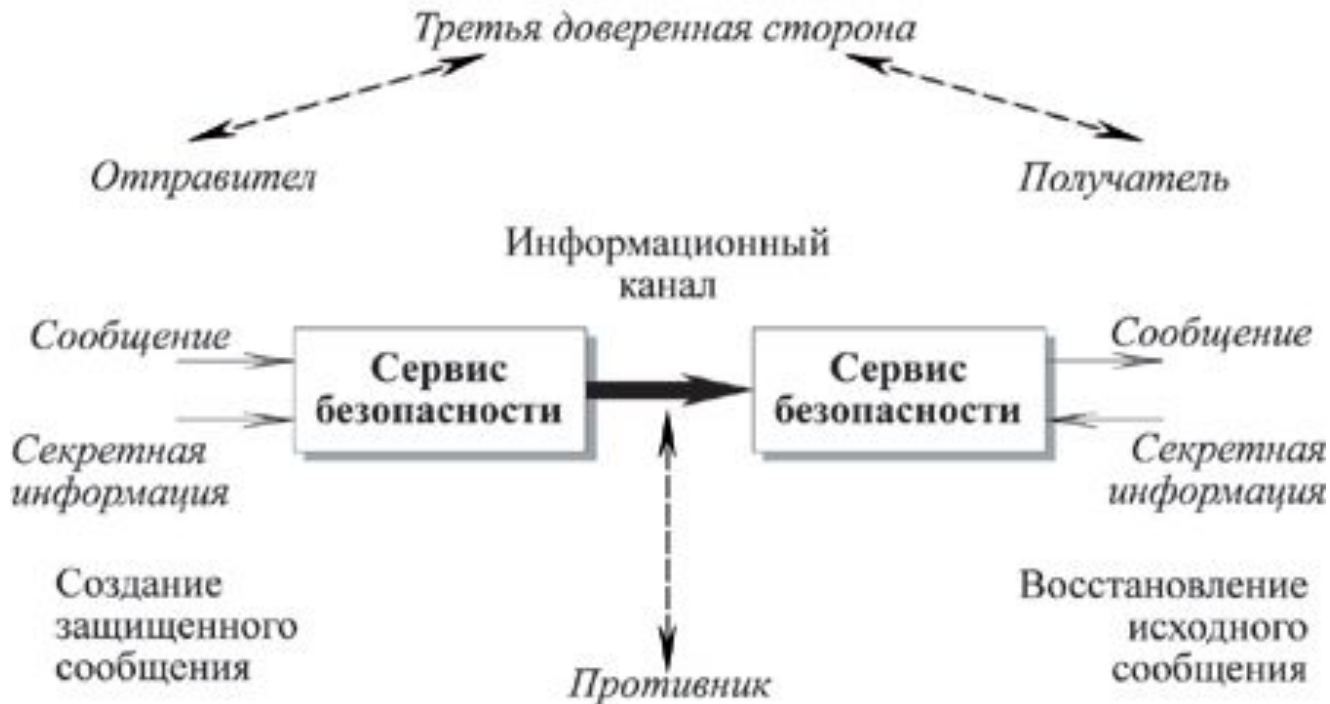 Третья доверенная сторона
Отправител
Получатель
Информационный
канал
Сообщение
Сервис
безопасности
Сервис
безопасности
Сообщение
Секретная
информация
Секретная
информация
Создание
защищенного
сообщения
Восстановление
исходного
сообщения
Противник